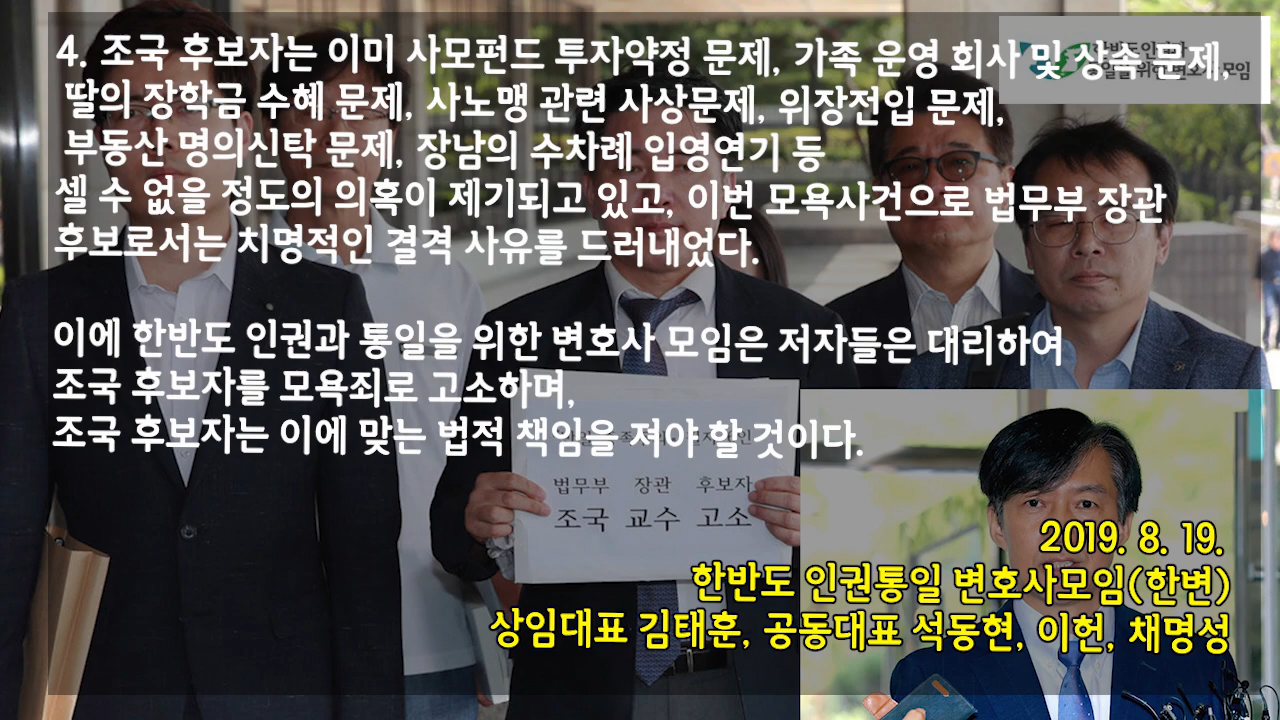 4. 조국 후보자는 이미 사모펀드 투자약정 문제, 가족 운영 회사 및 상속 문제,
딸의 장학금 수혜 문제, 사노맹 관련 사상문제, 위장전입 문제,
부동산 명의신탁 문제, 장남의 수차례 입영연기 등
셀 수 없을 정도의 의혹이 제기되고 있고, 이번 모욕사건으로 법무부 장관
후보로서는 치명적인 결격 사유를 드러내었다.
이에 한반도 인권과 통일을 위한 변호사 모임은 저자들은 대리하여
조국 후보자를 모욕죄로 고소하며,
조국 후보자는 이에 맞는 법적 책임을 져야 할 것이다.
법무부 장관 후보자
조국 교수 고소
2019. 8. 19.
한반도 인권통일 변호사모임(한변)
상임대표 김태훈, 공동대표 석동현, 이헌, 채명성